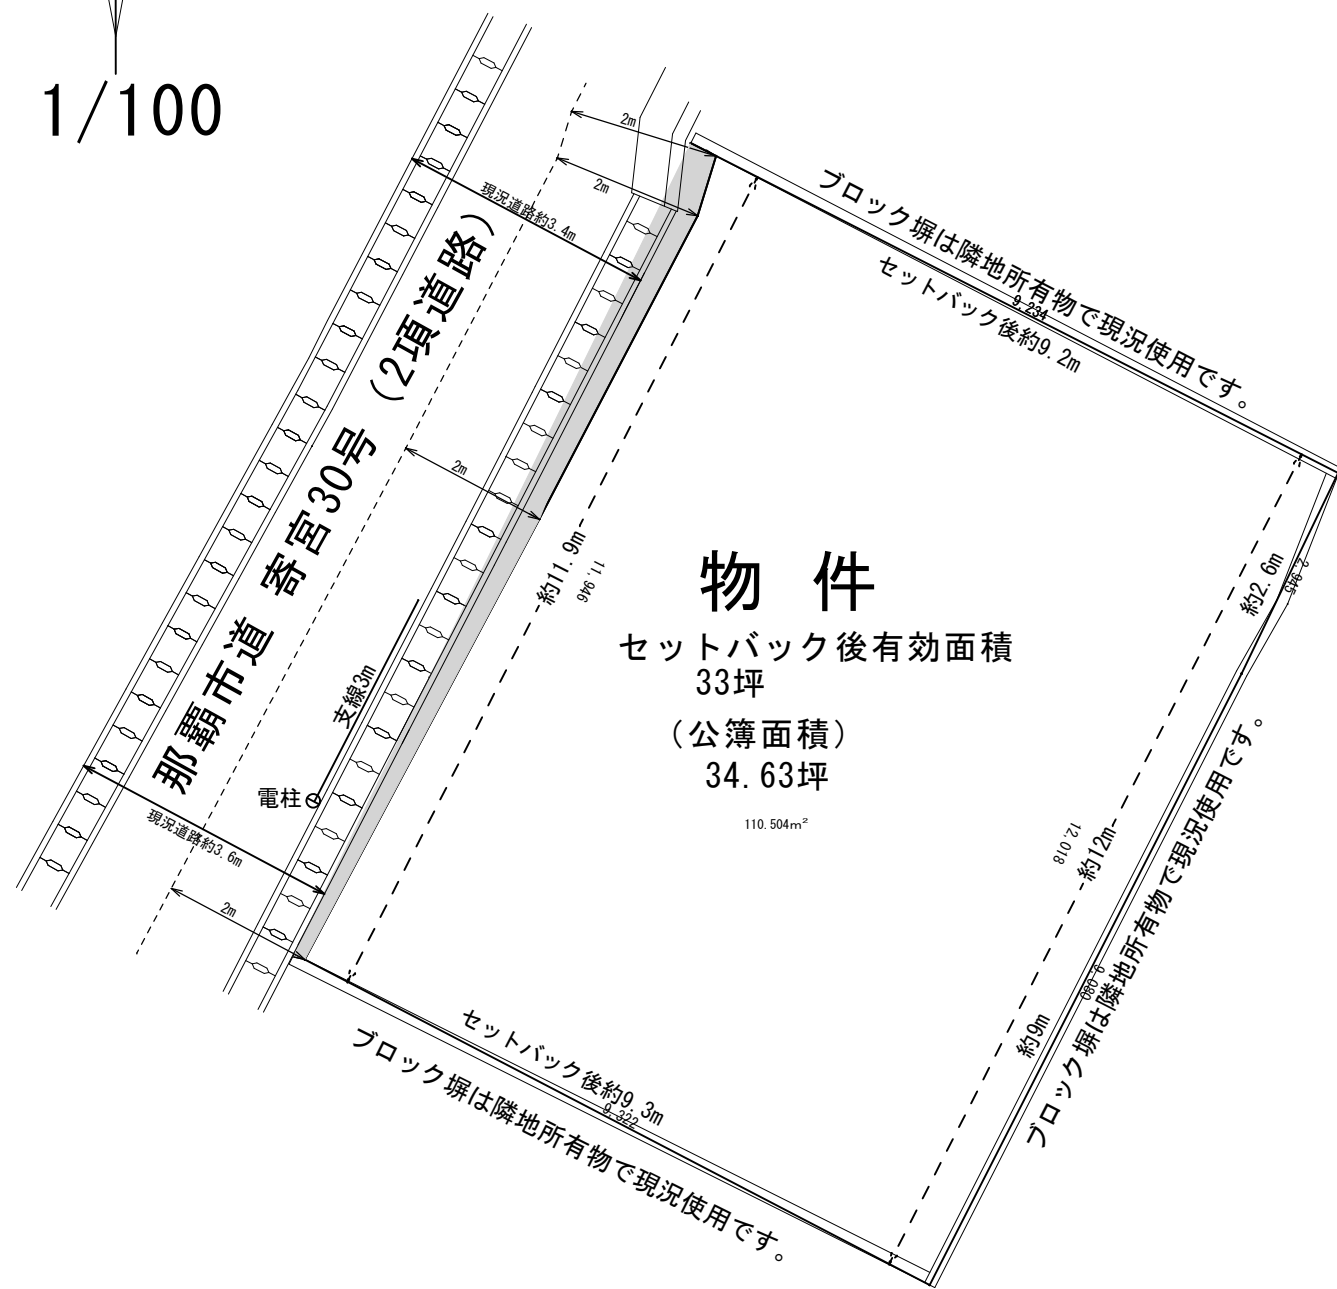 1/100
2m
2m
現況道路約3.4m
那覇市道 寄宮30号（2項道路）
2m
ブロック塀は隣地所有物で現況使用です。
9.234
セットバック後約9.2m
約11.9m
11.946
物 件
セットバック後有効面積
33坪
（公簿面積）
34.63坪
110.504m²
約2.6m
2.945
支線3m
電柱
現況道路約3.6m
2m
約12m
12.018
約9m
9.080
ブロック塀は隣地所有物で現況使用です。
セットバック後約9.3m
9.322
ブロック塀は隣地所有物で現況使用です。